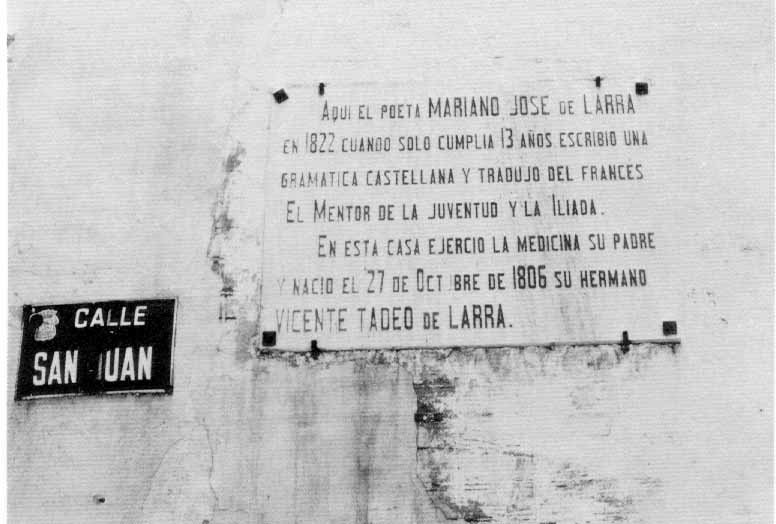 AQUI EL POETA MARIANO JOSE DE LARRA
EN 1822 CUANDO SOLO CUMPLIA 13 AÑOS ESCRIBIO UNA
GRAMATICA CASTELLANA Y TRADUJO DEL FRANCES
EL MENTOR DE LA JUVENTUD Y LA ILIADA.
EN ESTA CASA EJERCIO LA MEDICINA SU PADRE
Y NACIO EL 27 DE OCTUBRE DE 1806 SU HERMANO
VICENTE TADEO DE LARRA.
CALLE
SAN JUAN